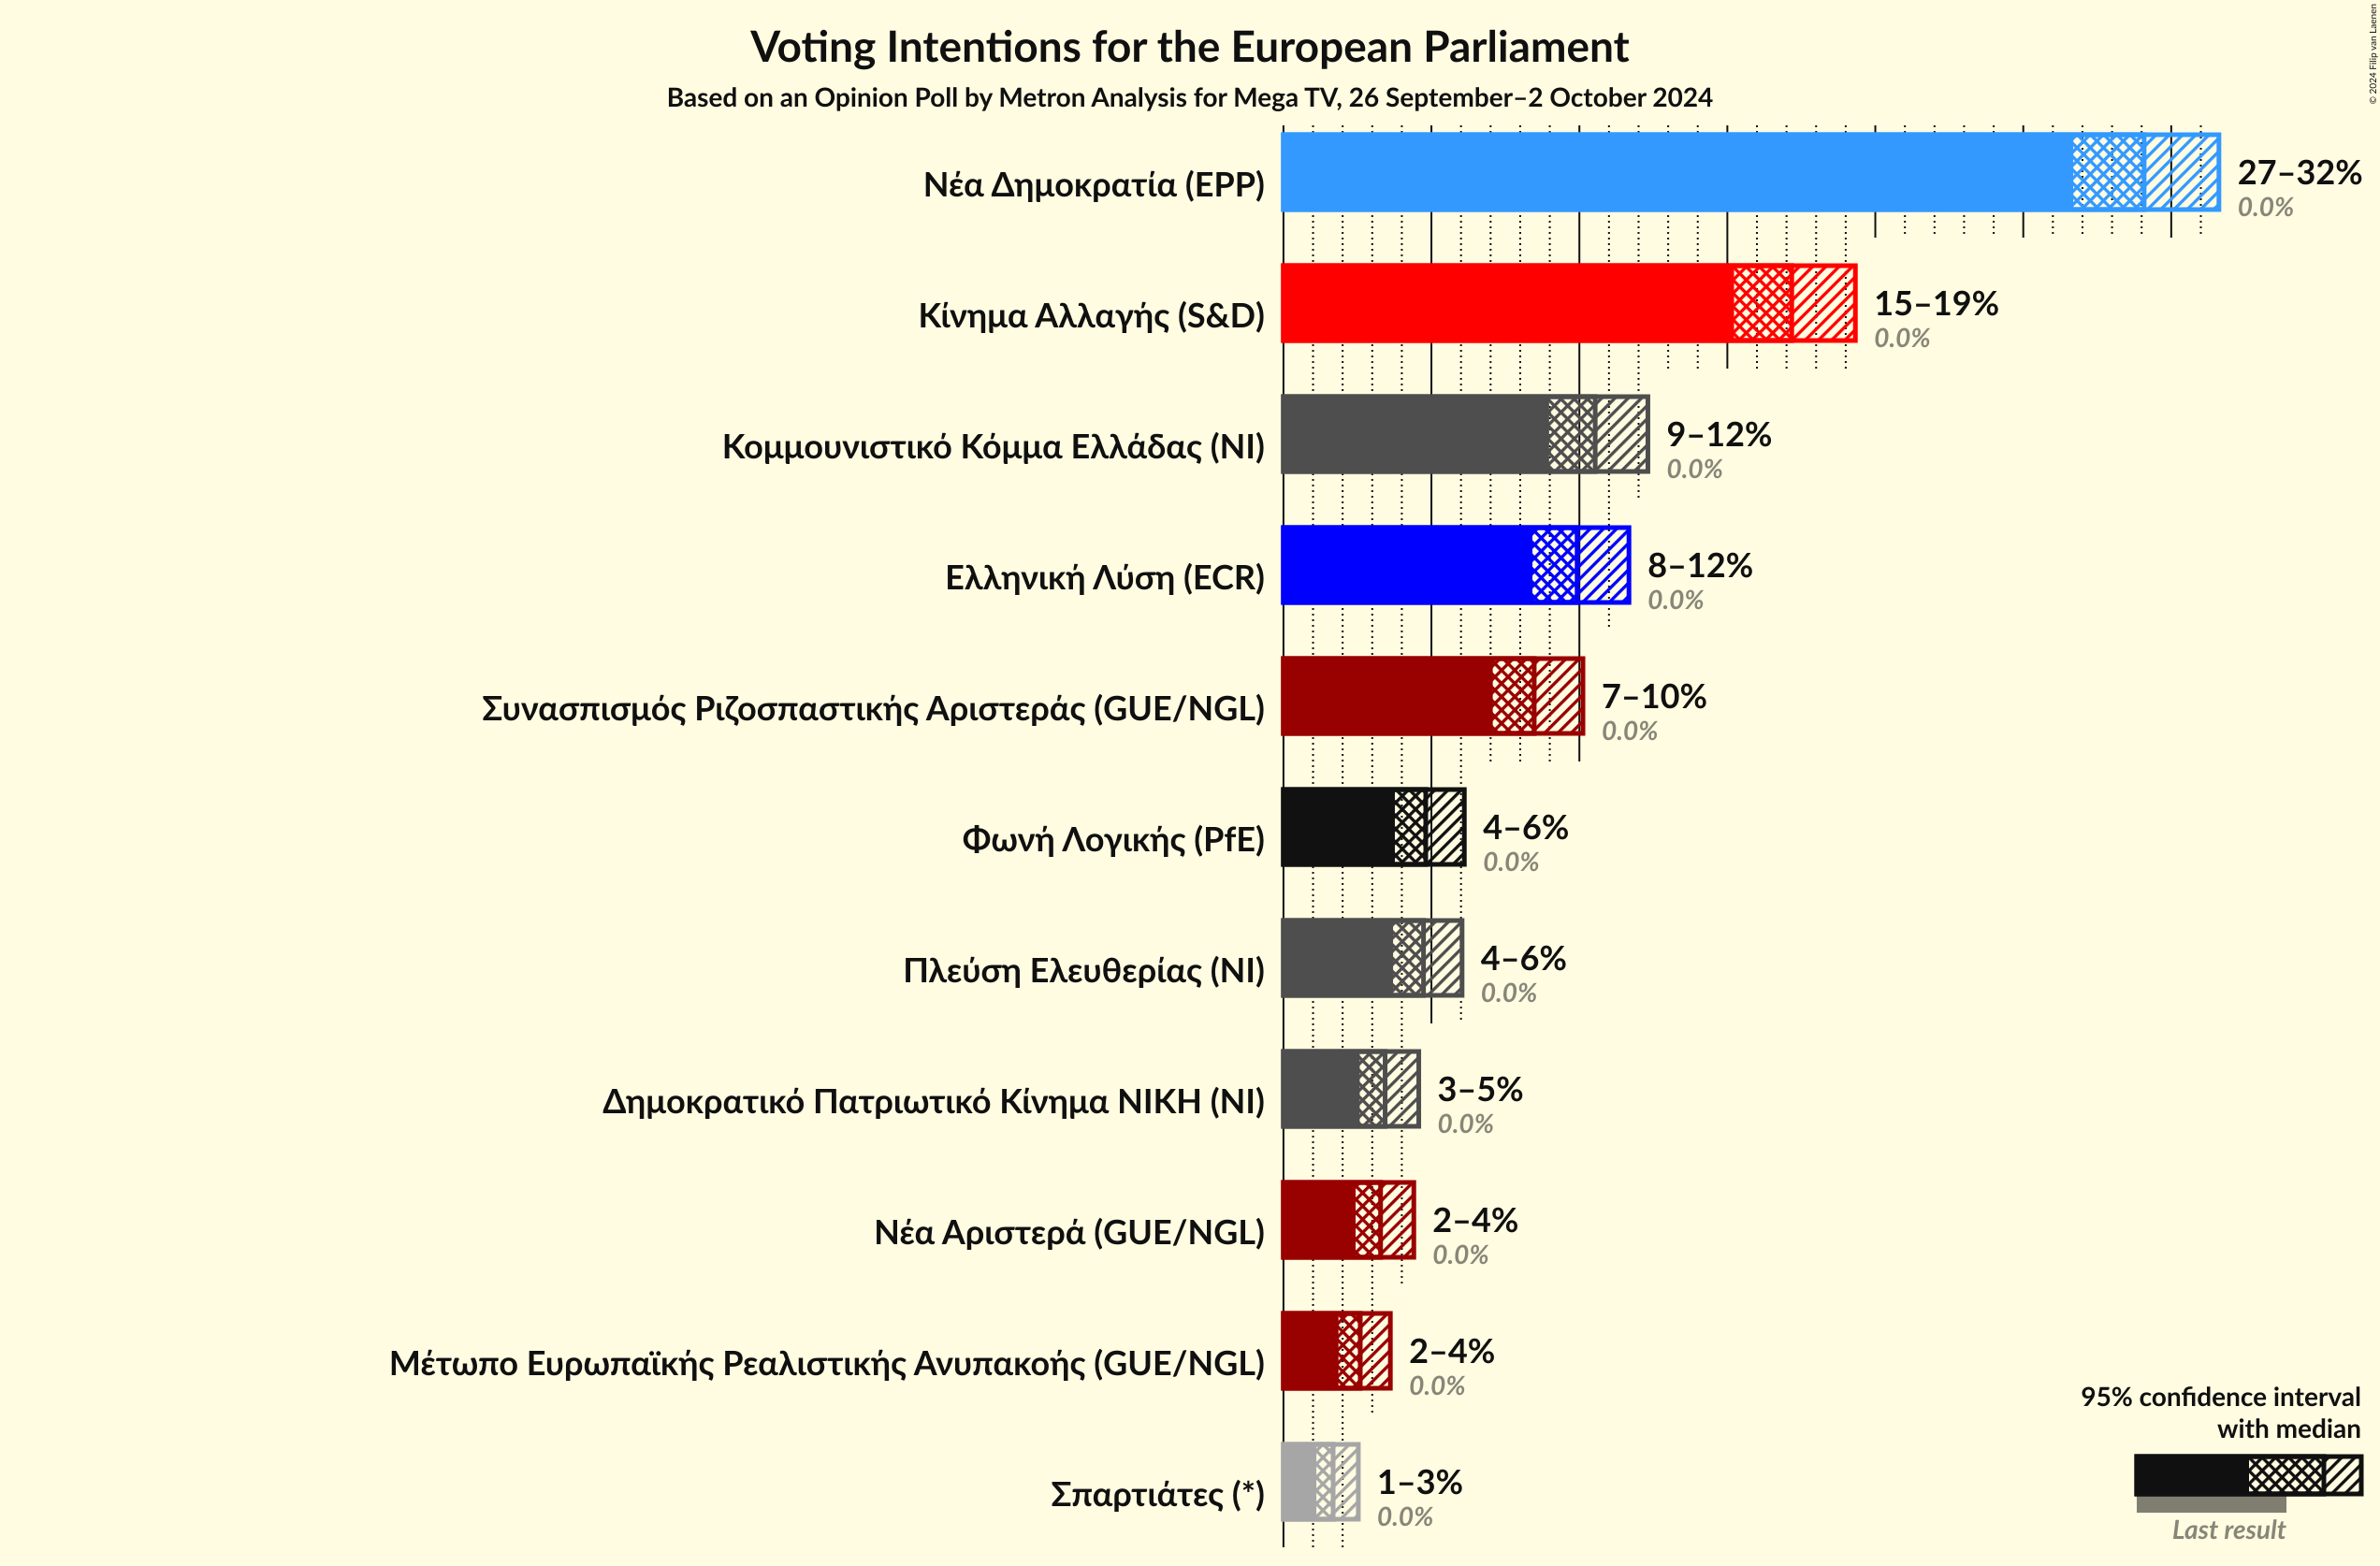 Voting Intentions for the European Parliament
Based on an Opinion Poll by Metron Analysis for Mega TV, 26 September–2 October 2024
© 2024 Filip van Laenen
Νέα Δημοκρατία (EPP)
27–32%
0.0%
Κίνημα Αλλαγής (S&D)
15–19%
0.0%
Κομμουνιστικό Κόμμα Ελλάδας (NI)
9–12%
0.0%
Ελληνική Λύση (ECR)
8–12%
0.0%
Συνασπισμός Ριζοσπαστικής Αριστεράς (GUE/NGL)
7–10%
0.0%
Φωνή Λογικής (PfE)
4–6%
0.0%
Πλεύση Ελευθερίας (NI)
4–6%
0.0%
Δημοκρατικό Πατριωτικό Κίνημα ΝΙΚΗ (NI)
3–5%
0.0%
Νέα Αριστερά (GUE/NGL)
2–4%
0.0%
Μέτωπο Ευρωπαϊκής Ρεαλιστικής Ανυπακοής (GUE/NGL)
2–4%
0.0%
Σπαρτιάτες (*)
1–3%
0.0%
95% confidence interval
with median
Last result